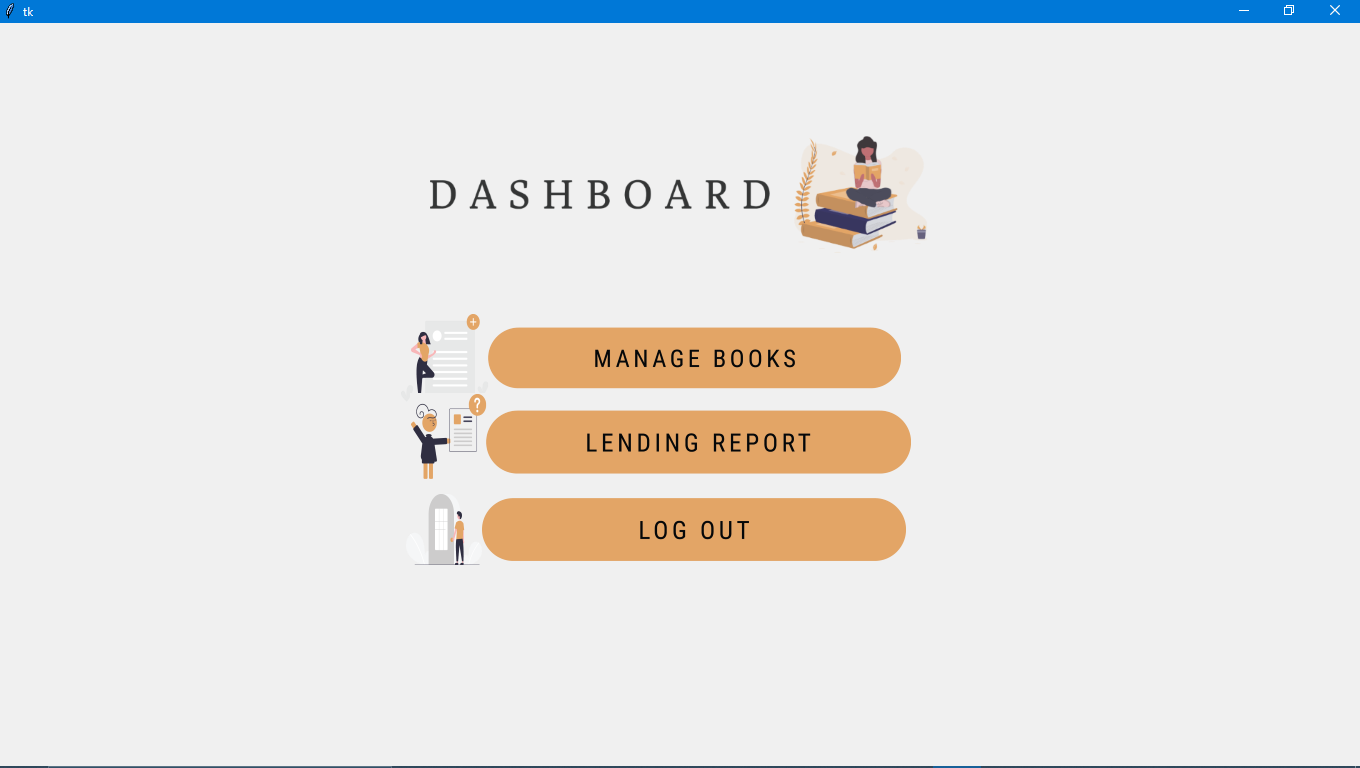 tk
DASHBOARD
+
MANAGE BOOKS
?
LENDING REPORT
LOG OUT